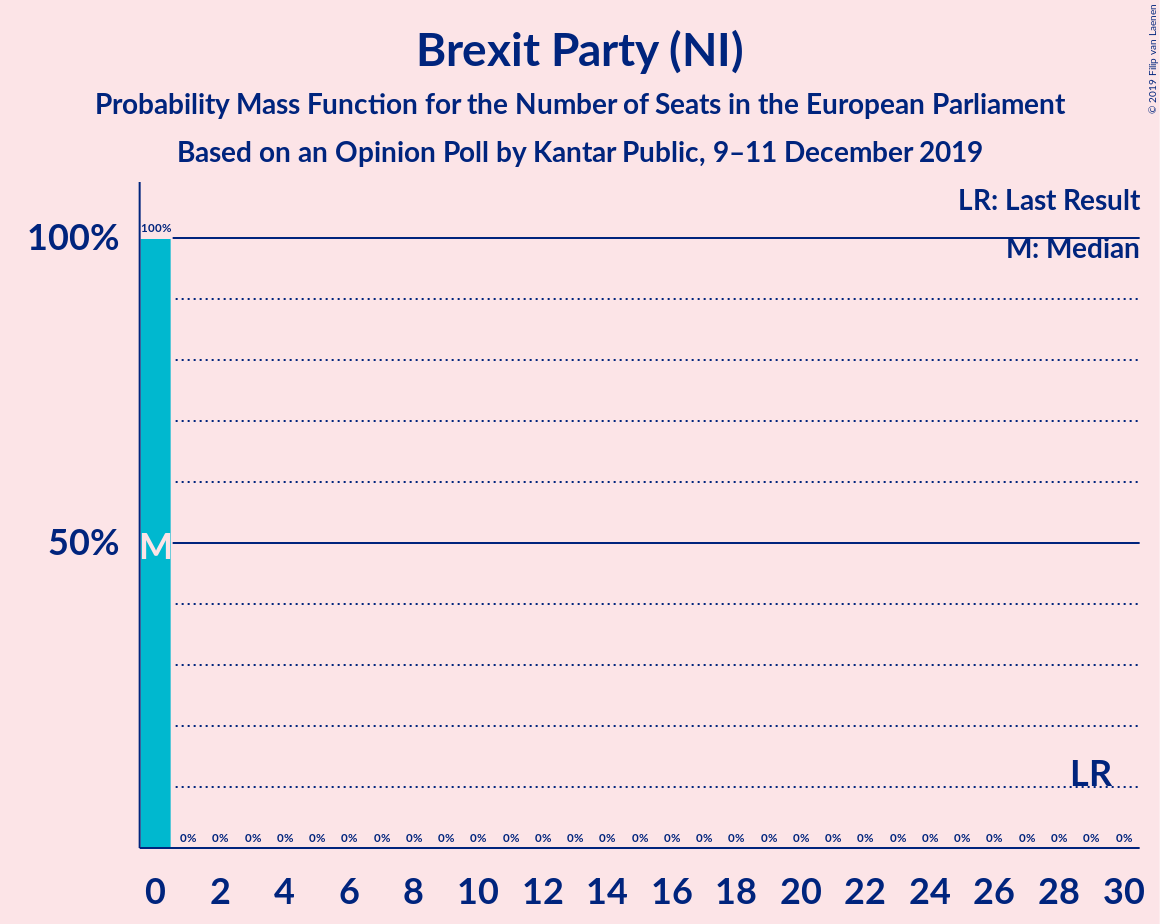 Brexit Party (NI)
Probability Mass Function for the Number of Seats in the European Parliament
Based on an Opinion Poll by Kantar Public, 9–11 December 2019
© 2019 Filip van Laenen
LR: Last Result
M: Median
100%
100%
50%
M
LR
0% 0% 0% 0% 0% 0% 0% 0% 0% 0% 0% 0% 0% 0% 0% 0% 0% 0% 0% 0% 0% 0% 0% 0% 0% 0% 0% 0% 0% 0%
0 2 4 6 8 10 12 14 16 18 20 22 24 26 28 30